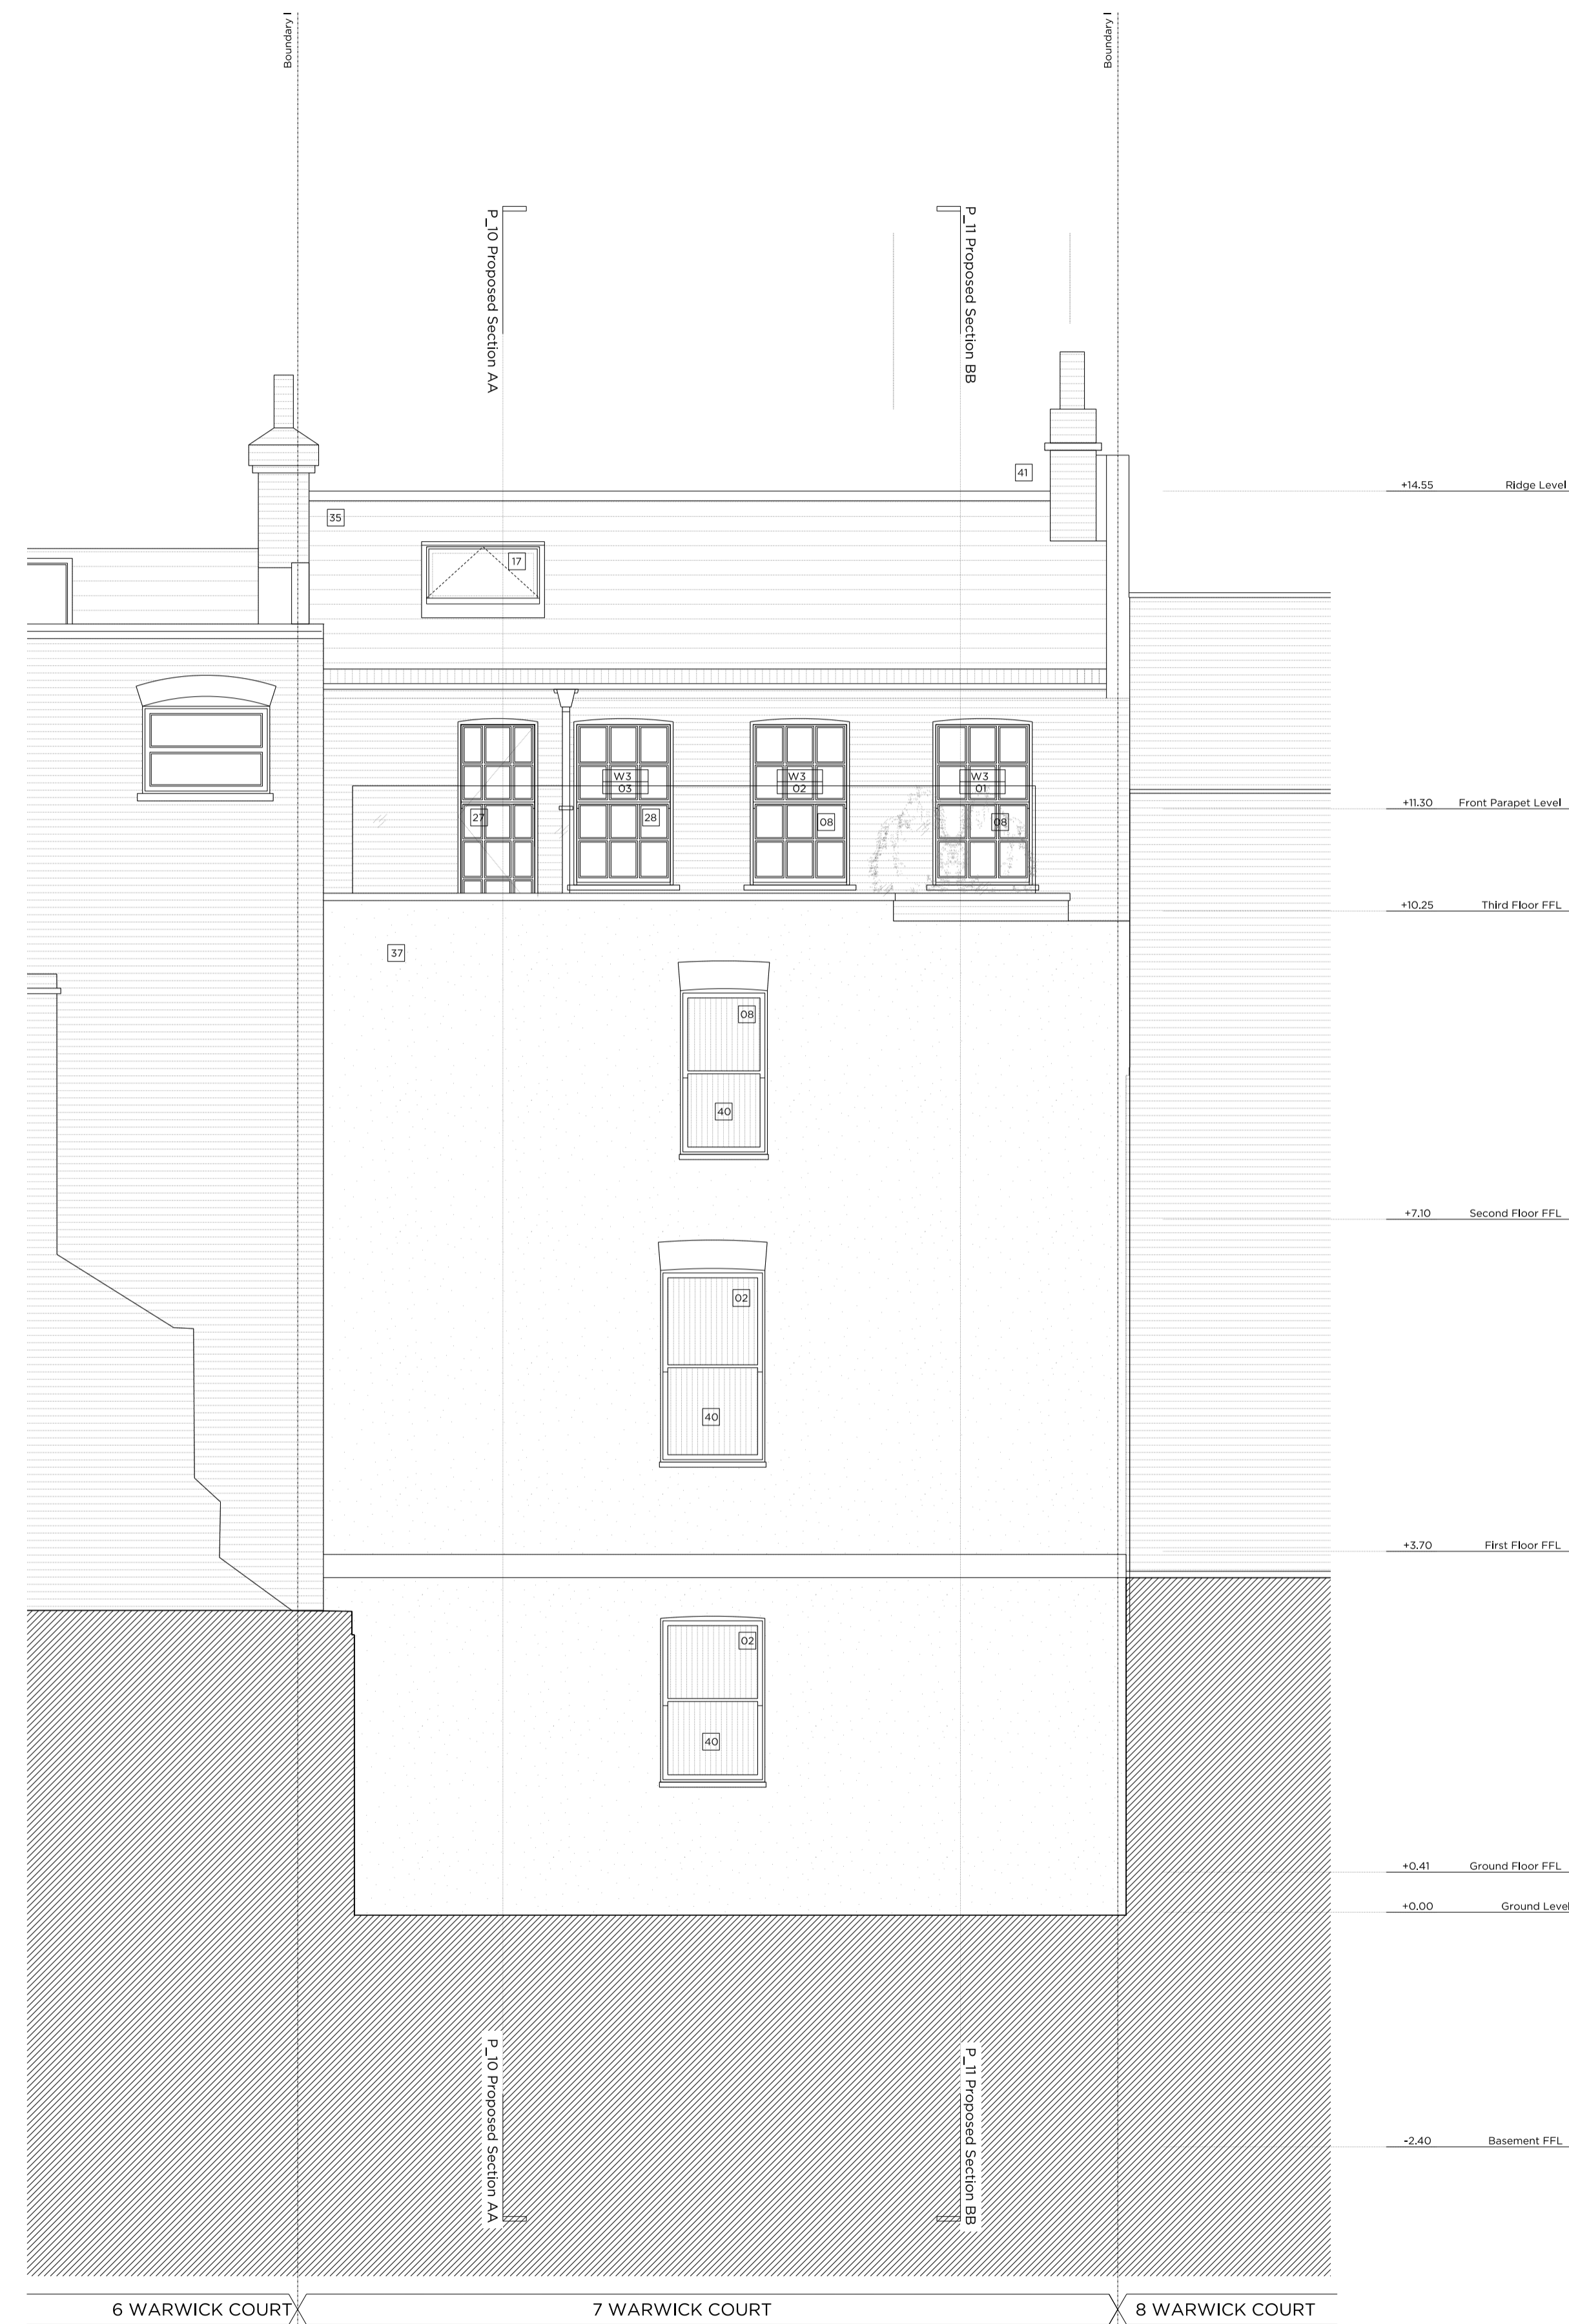 Boundary l
Boundary l
P_10 Proposed Section AA
P_11 Proposed Section BB
41
+14.55 Ridge Level
35
17
W3
03
W3
02
W3
01
+11.30 Front Parapet Level
27
28
08
08
+10.25 Third Floor FFL
37
08
40
+7.10 Second Floor FFL
02
40
+3.70 First Floor FFL
02
40
+0.41 Ground Floor FFL
+0.00 Ground Level
P_10 Proposed Section AA
P_11 Proposed Section BB
-2.40 Basement FFL
6 WARWICK COURT
7 WARWICK COURT
8 WARWICK COURT